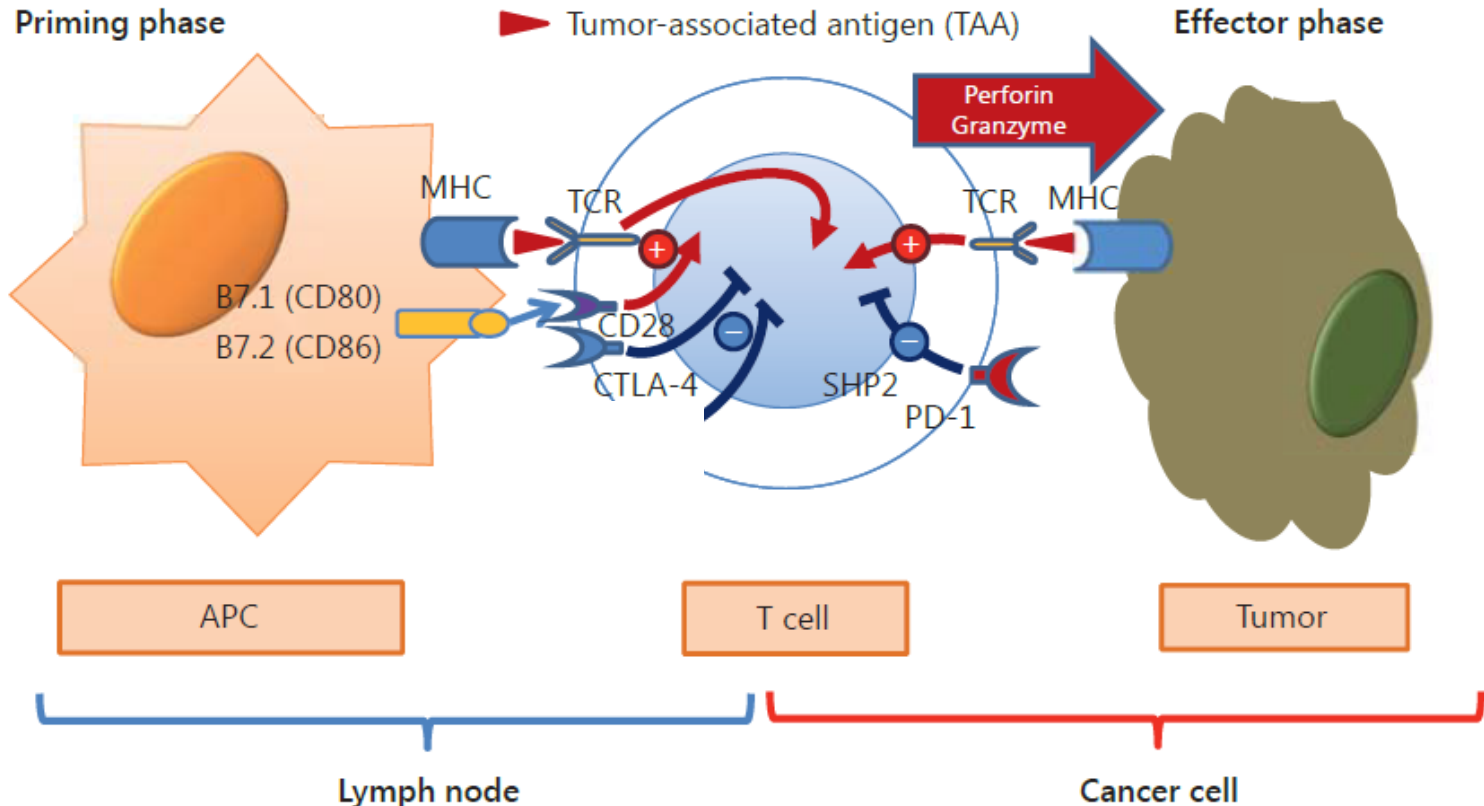 Priming phase
Tumor-associated antigen (TAA)
Effector phase
Perforin
Granzyme
MHC
TCR
TCR
MHC
+
+
B7.1 (CD80)
B7.2 (CD86)
CD28
CTLA-4
−
−
SHP2
PD-1
APC
T cell
Tumor
Lymph node
Cancer cell